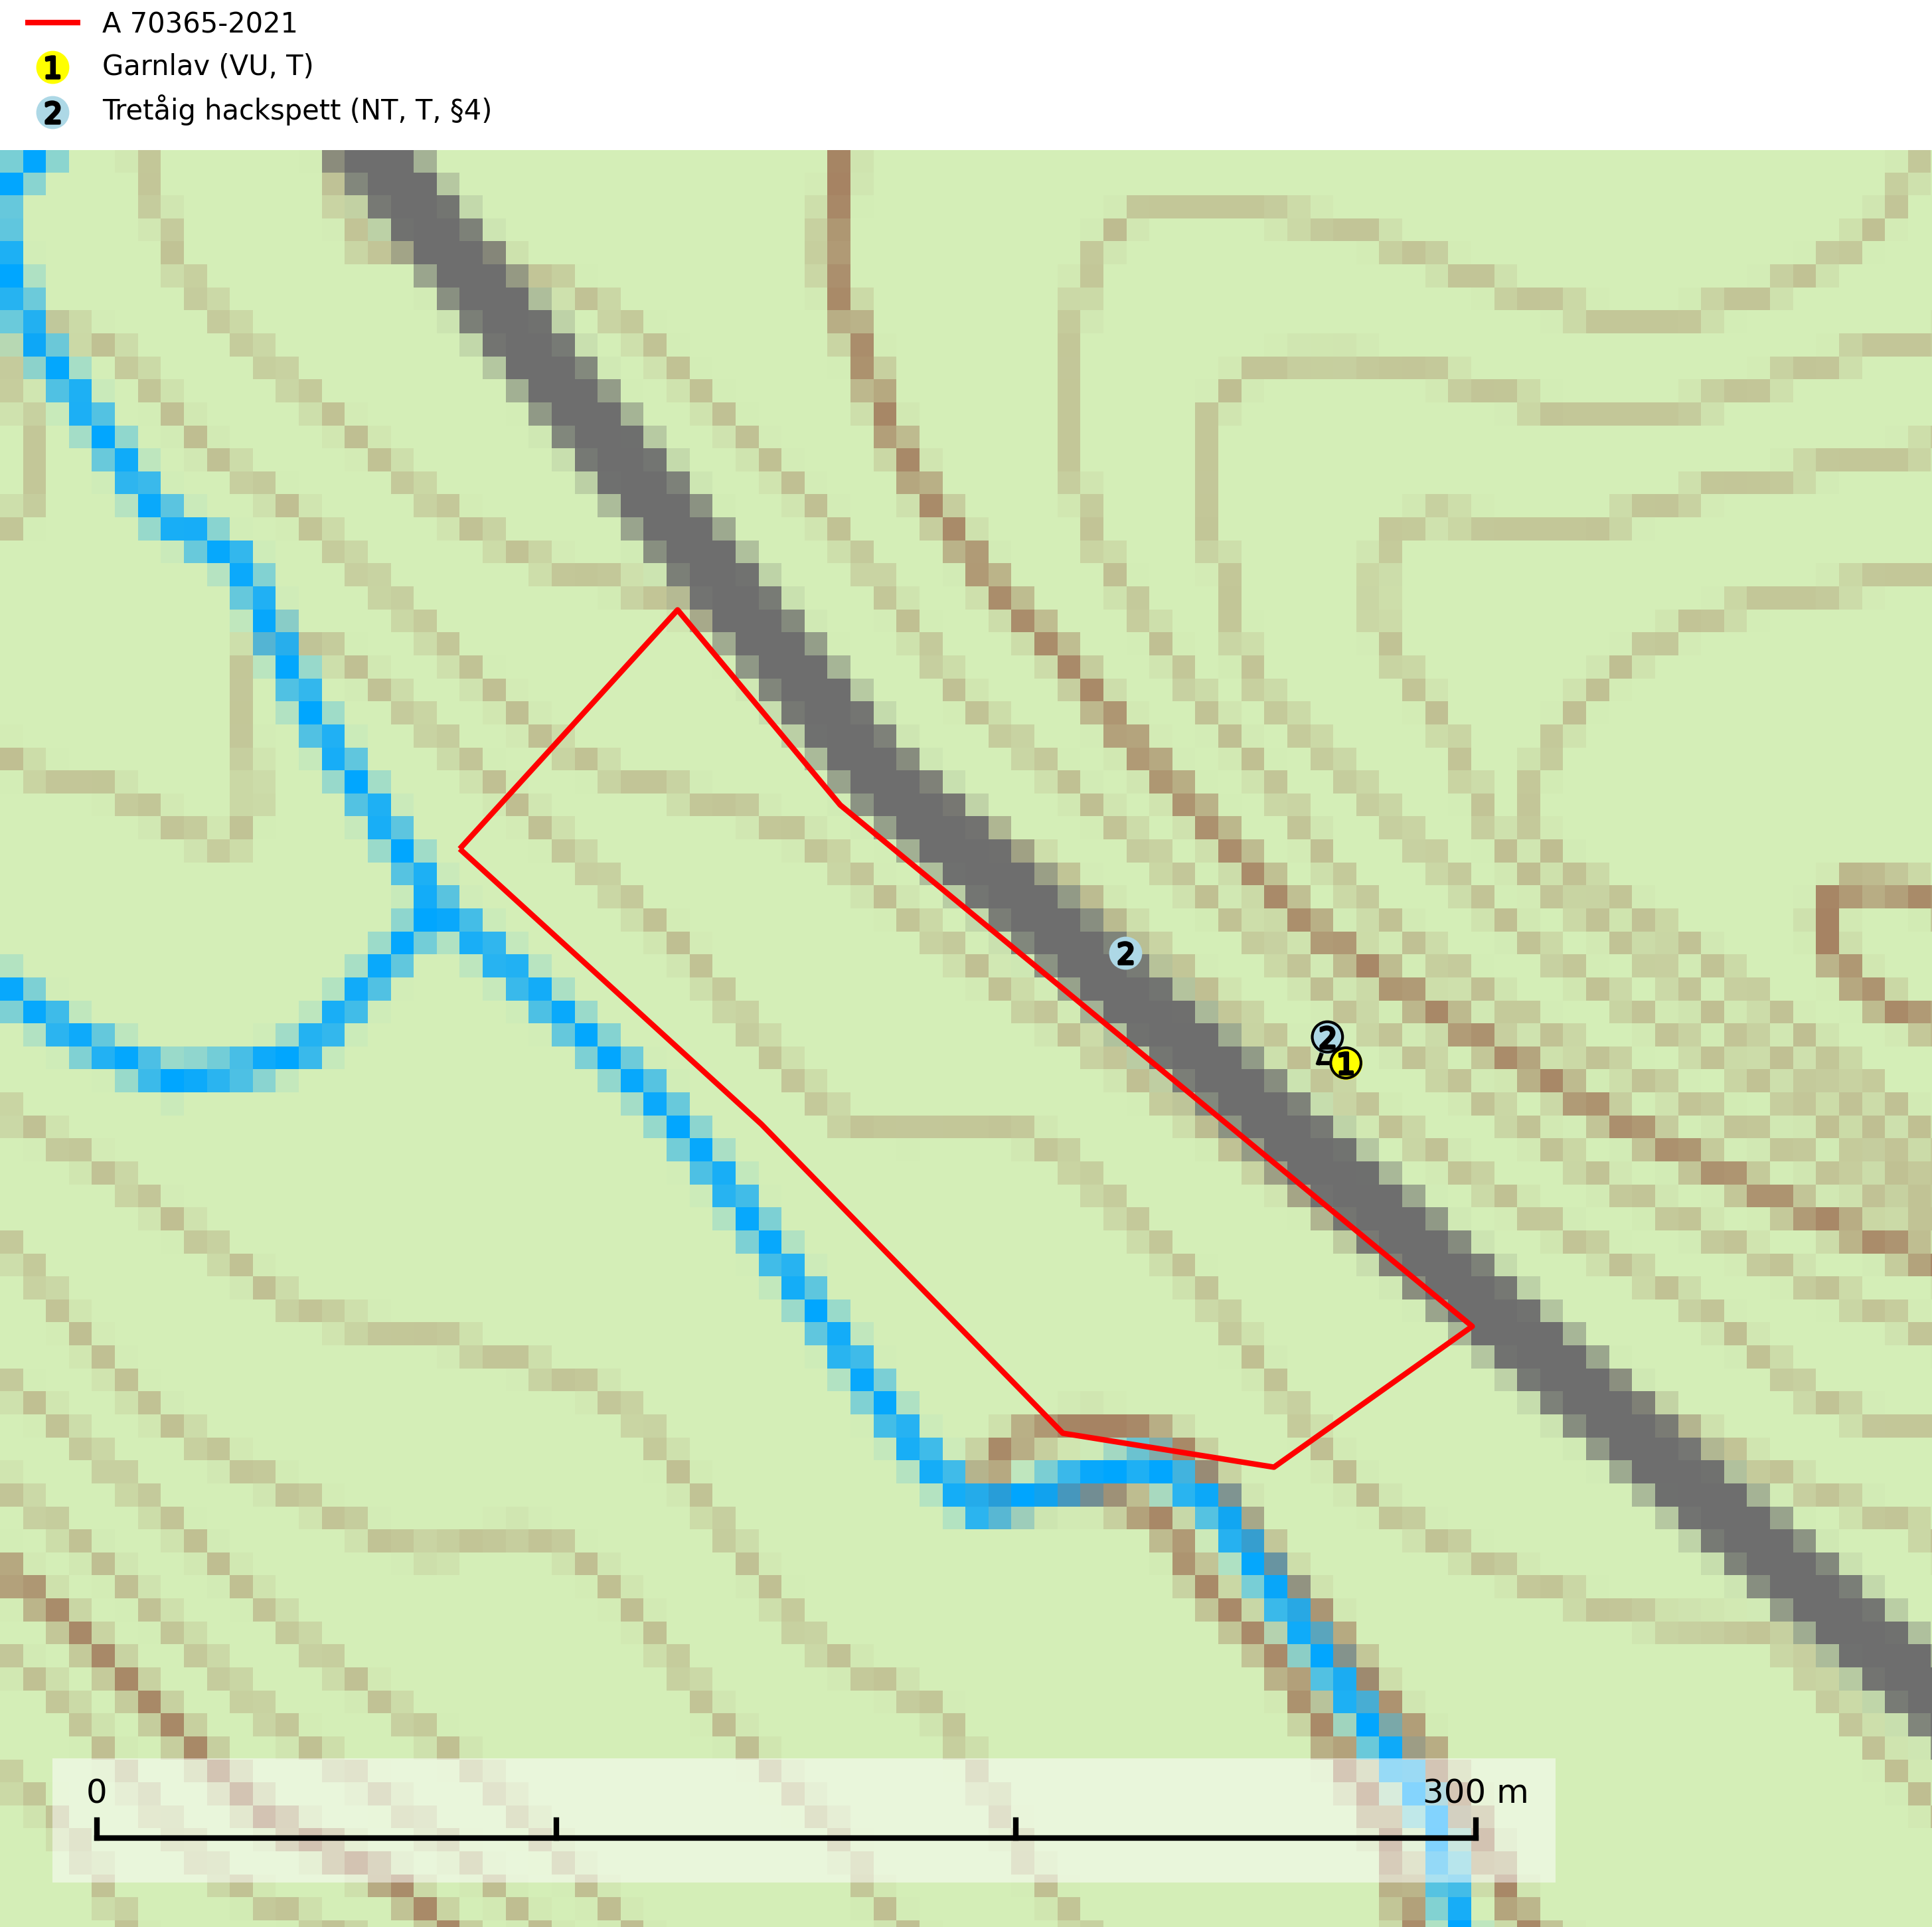 A 70365-2021
1 Garnlav (VU, T)
2 Tretåig hackspett (NT, T, §4)
2
2
1
0 300 m